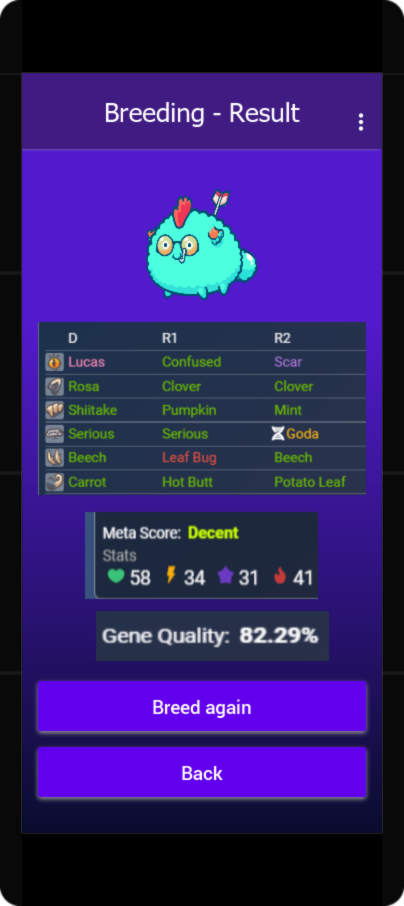 Breeding - Result
D R1 R2
Lucas Confused Scar
Rosa Clover Clover
Shiitake Pumpkin Mint
Serious Serious Goda
Beech Leaf Bug Beech
Carrot Hot Butt Potato Leaf
Meta Score: Decent
Stats
58 34 31 41
Gene Quality: 82.29%
Breed again
Back